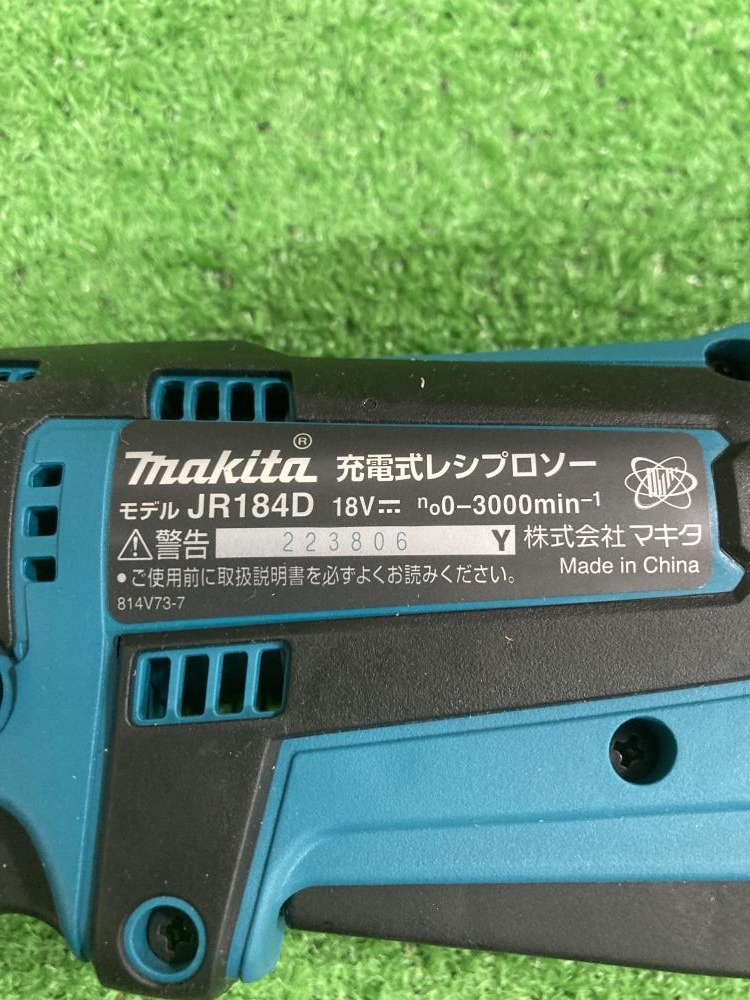 makita® 充電式レシプロソー
モデル JR184D 18V⎓ no0-3000min-1
⚠警告 223806 Y 株式会社 マキタ
•ご使用前に取扱説明書を必ずよくお読みください。 Made in China
814V73-7